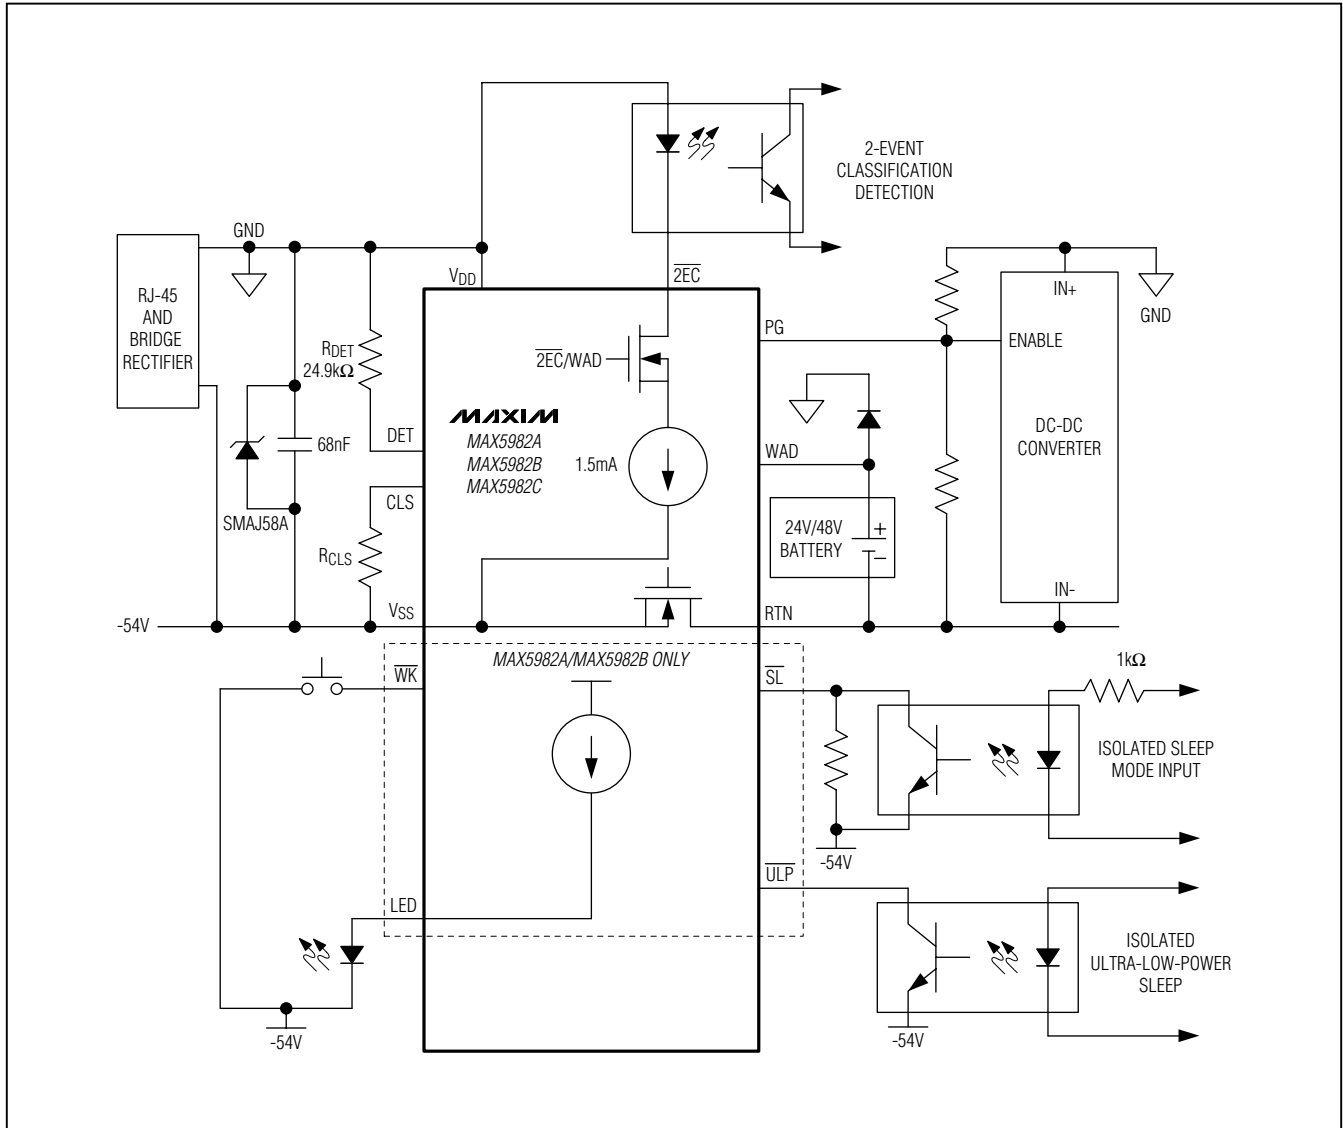 2-EVENT
CLASSIFICATION
DETECTION
GND
VDD
2EC
RJ-45
AND
BRIDGE
RECTIFIER
RDET
24.9kΩ
2EC/WAD
PG
IN+
GND
ENABLE
MAXIM
MAX5982A
MAX5982B
MAX5982C
DET
68nF
1.5mA
WAD
DC-DC
CONVERTER
SMAJ58A
CLS
RCLS
24V/48V
BATTERY
+
−
-54V
VSS
RTN
IN-
MAX5982A/MAX5982B ONLY
WK
SL
1kΩ
ISOLATED SLEEP
MODE INPUT
-54V
ULP
LED
ISOLATED
ULTRA-LOW-POWER
SLEEP
-54V
-54V